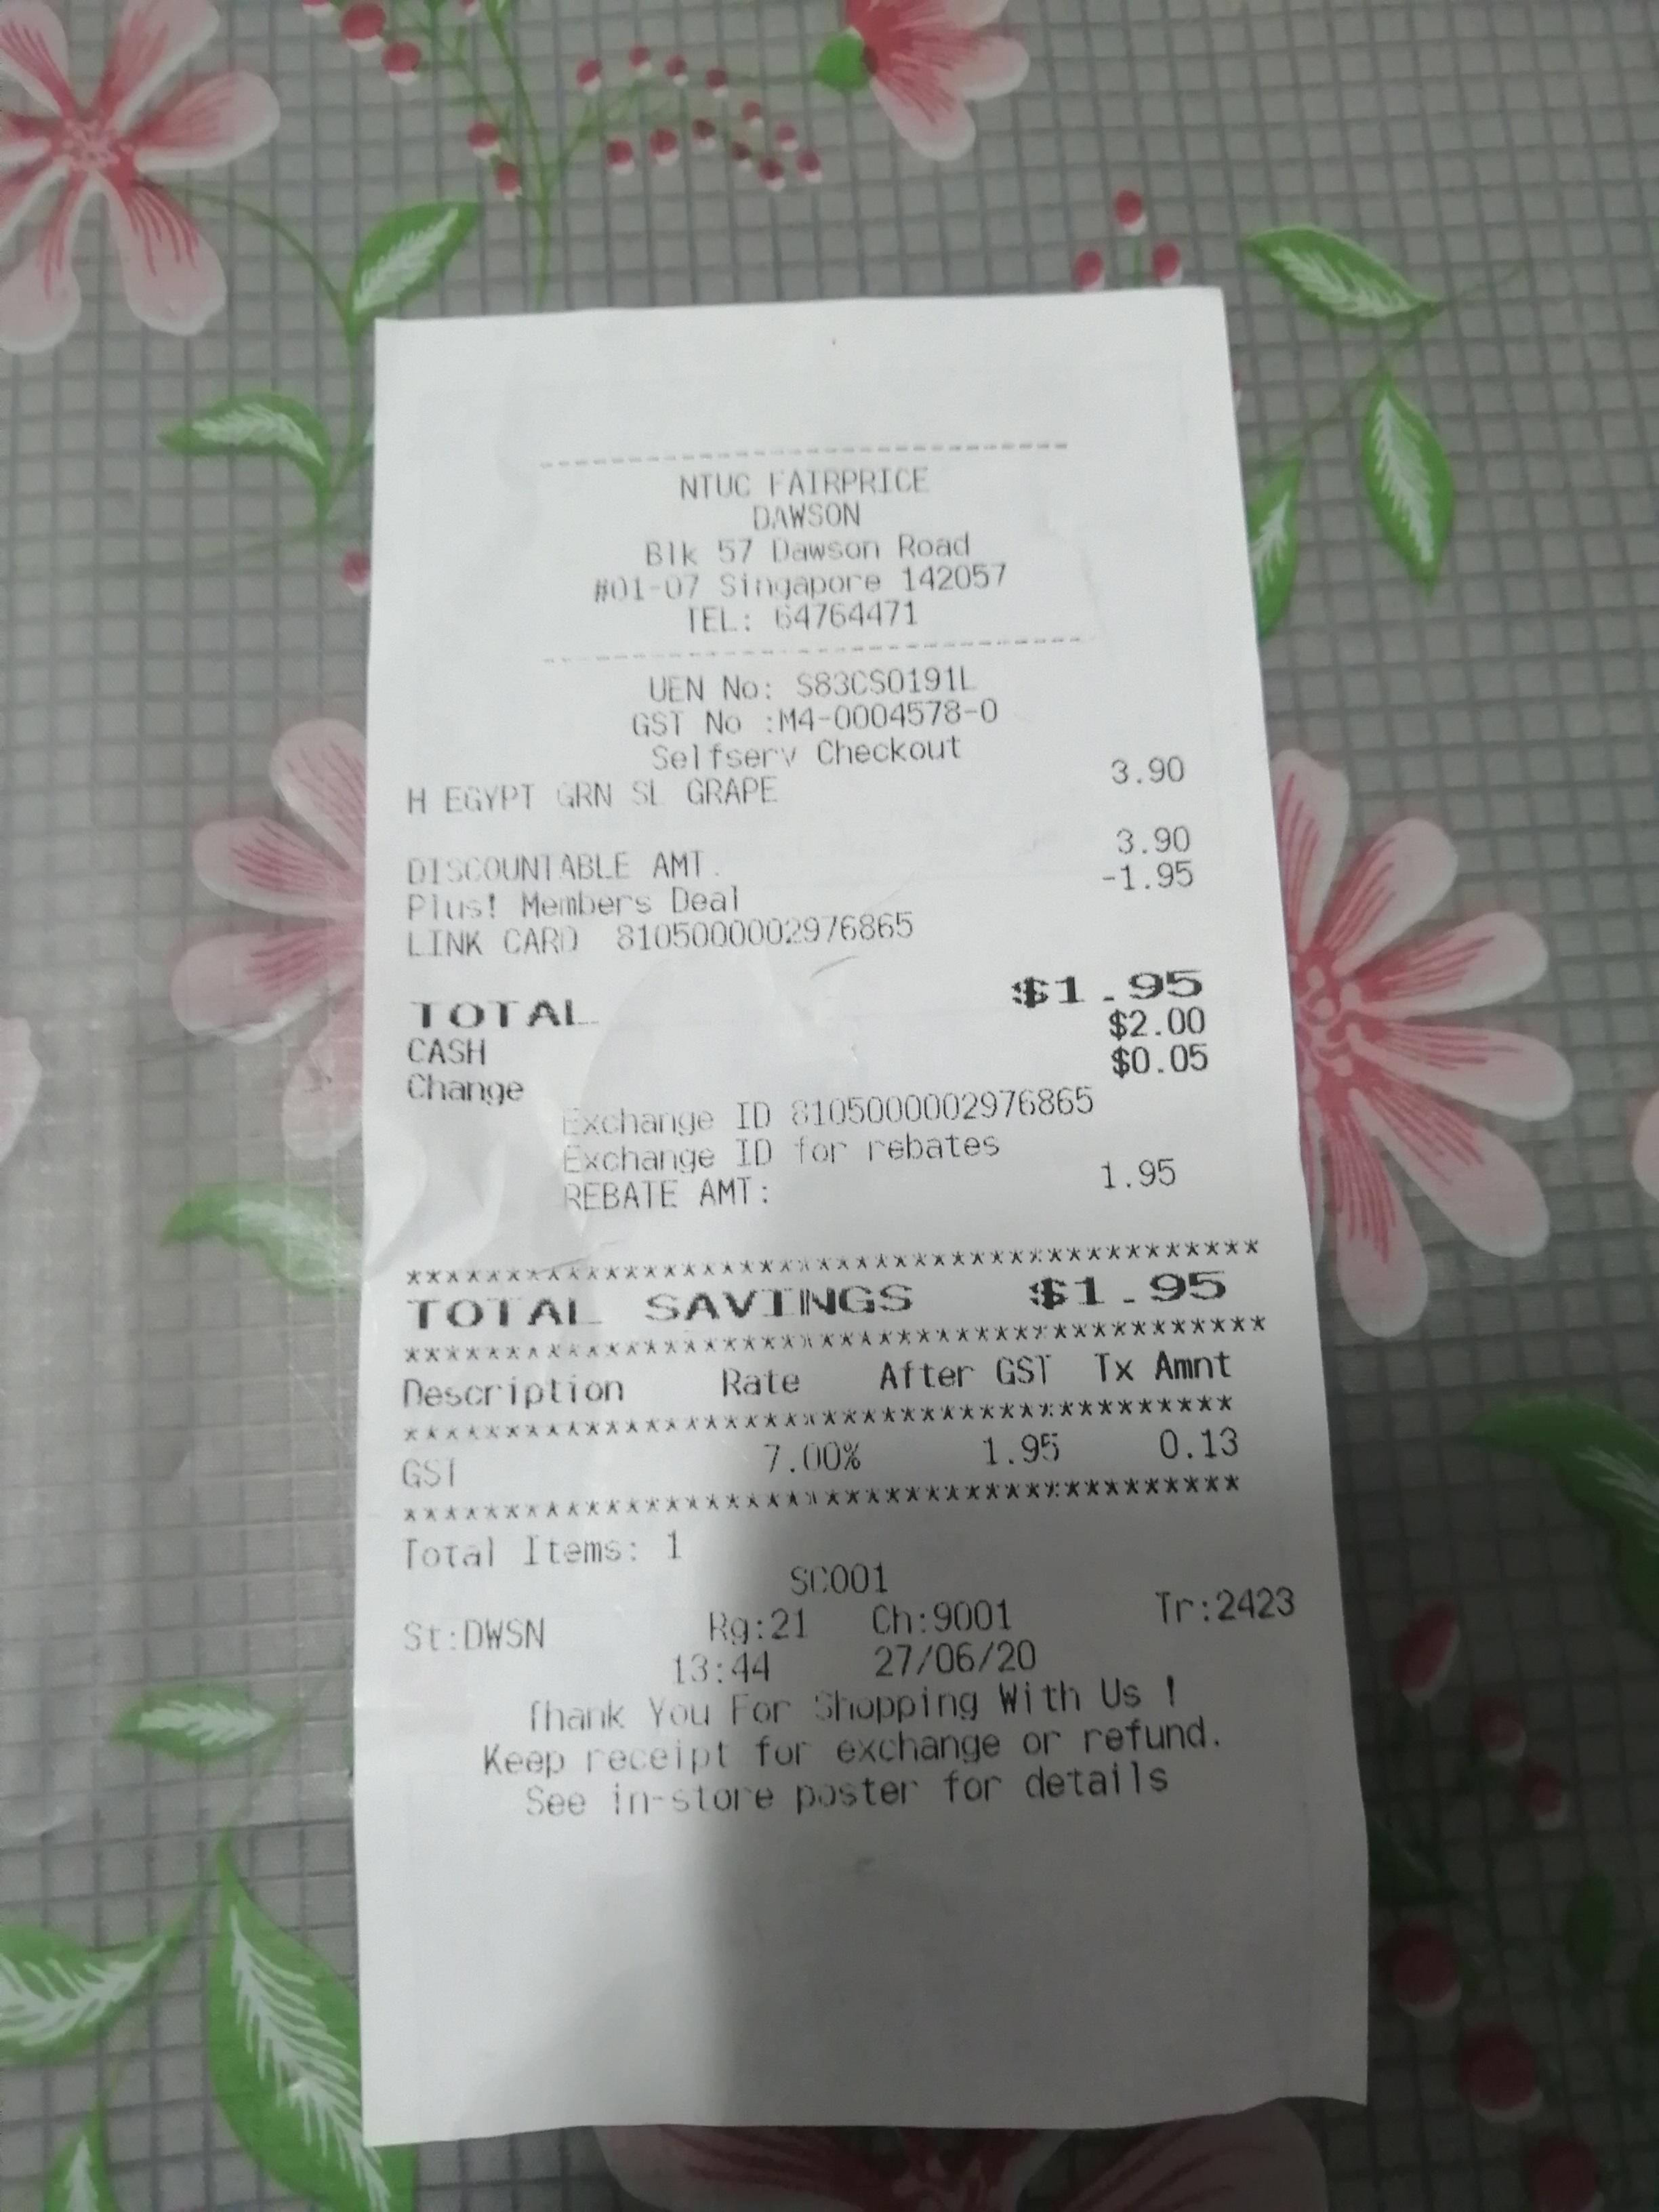 NTUC FAIRPRICE
DAWSON
Blk 57 Dawson Road
#01-07 Singapore 142057
TEL: 64764471
UEN No: S83CS0191L
GST No :M4-0004578-0
Selfserv Checkout
H EGYPT GRN SL GRAPE 3.90
DISCOUNTABLE AMT. 3.90
Plus! Members Deal -1.95
LINK CARD 8105000002976865
TOTAL $1.95
CASH $2.00
Change $0.05
Exchange ID 8105000002976865
Exchange ID for rebates
REBATE AMT: 1.95
******************************************
TOTAL SAVINGS $1.95
******************************************
Description Rate After GST Tx Amnt
******************************************
GST 7.00% 1.95 0.13
******************************************
Total Items: 1
SC001
St:DWSN Rg:21 Ch:9001 Tr:2423
13:44 27/06/20
Thank You For Shopping With Us !
Keep receipt for exchange or refund.
See in-store poster for details